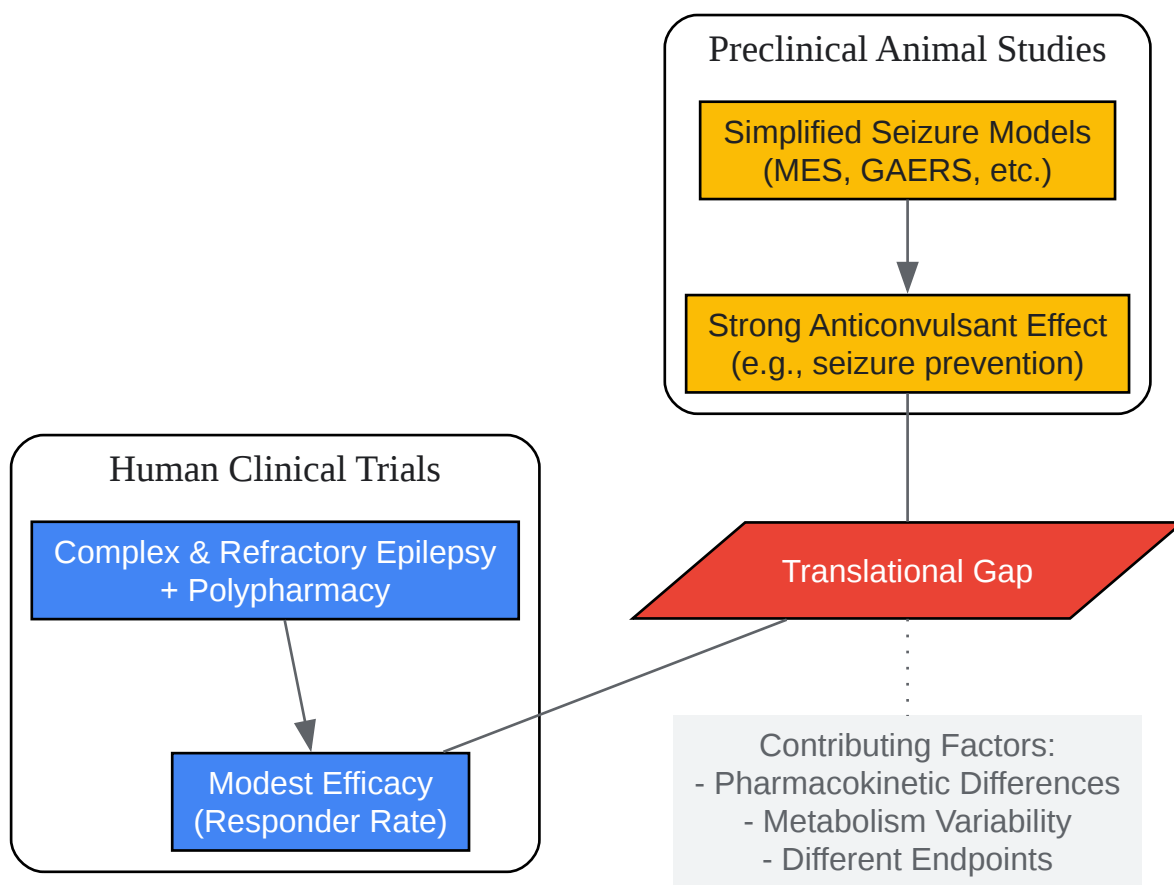 Preclinical Animal Studies
Simplified Seizure Models
(MES, GAERS, etc.)
Strong Anticonvulsant Effect
(e.g., seizure prevention)
Human Clinical Trials
Complex & Refractory Epilepsy
+ Polypharmacy
Modest Efficacy
(Responder Rate)
Translational Gap
Contributing Factors:
- Pharmacokinetic Differences
- Metabolism Variability
- Different Endpoints